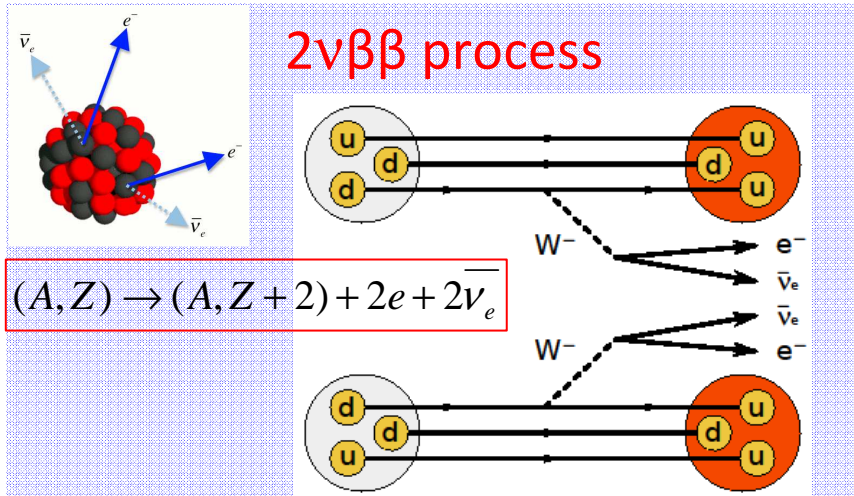 2νββ process
e⁻
ν̄ₑ
e⁻
ν̄ₑ
(A, Z) → (A, Z + 2) + 2e + 2ν̄ₑ
u u
d d
d u
W⁻ e⁻
ν̄ₑ
ν̄ₑ
W⁻ e⁻
d u
d d
u u